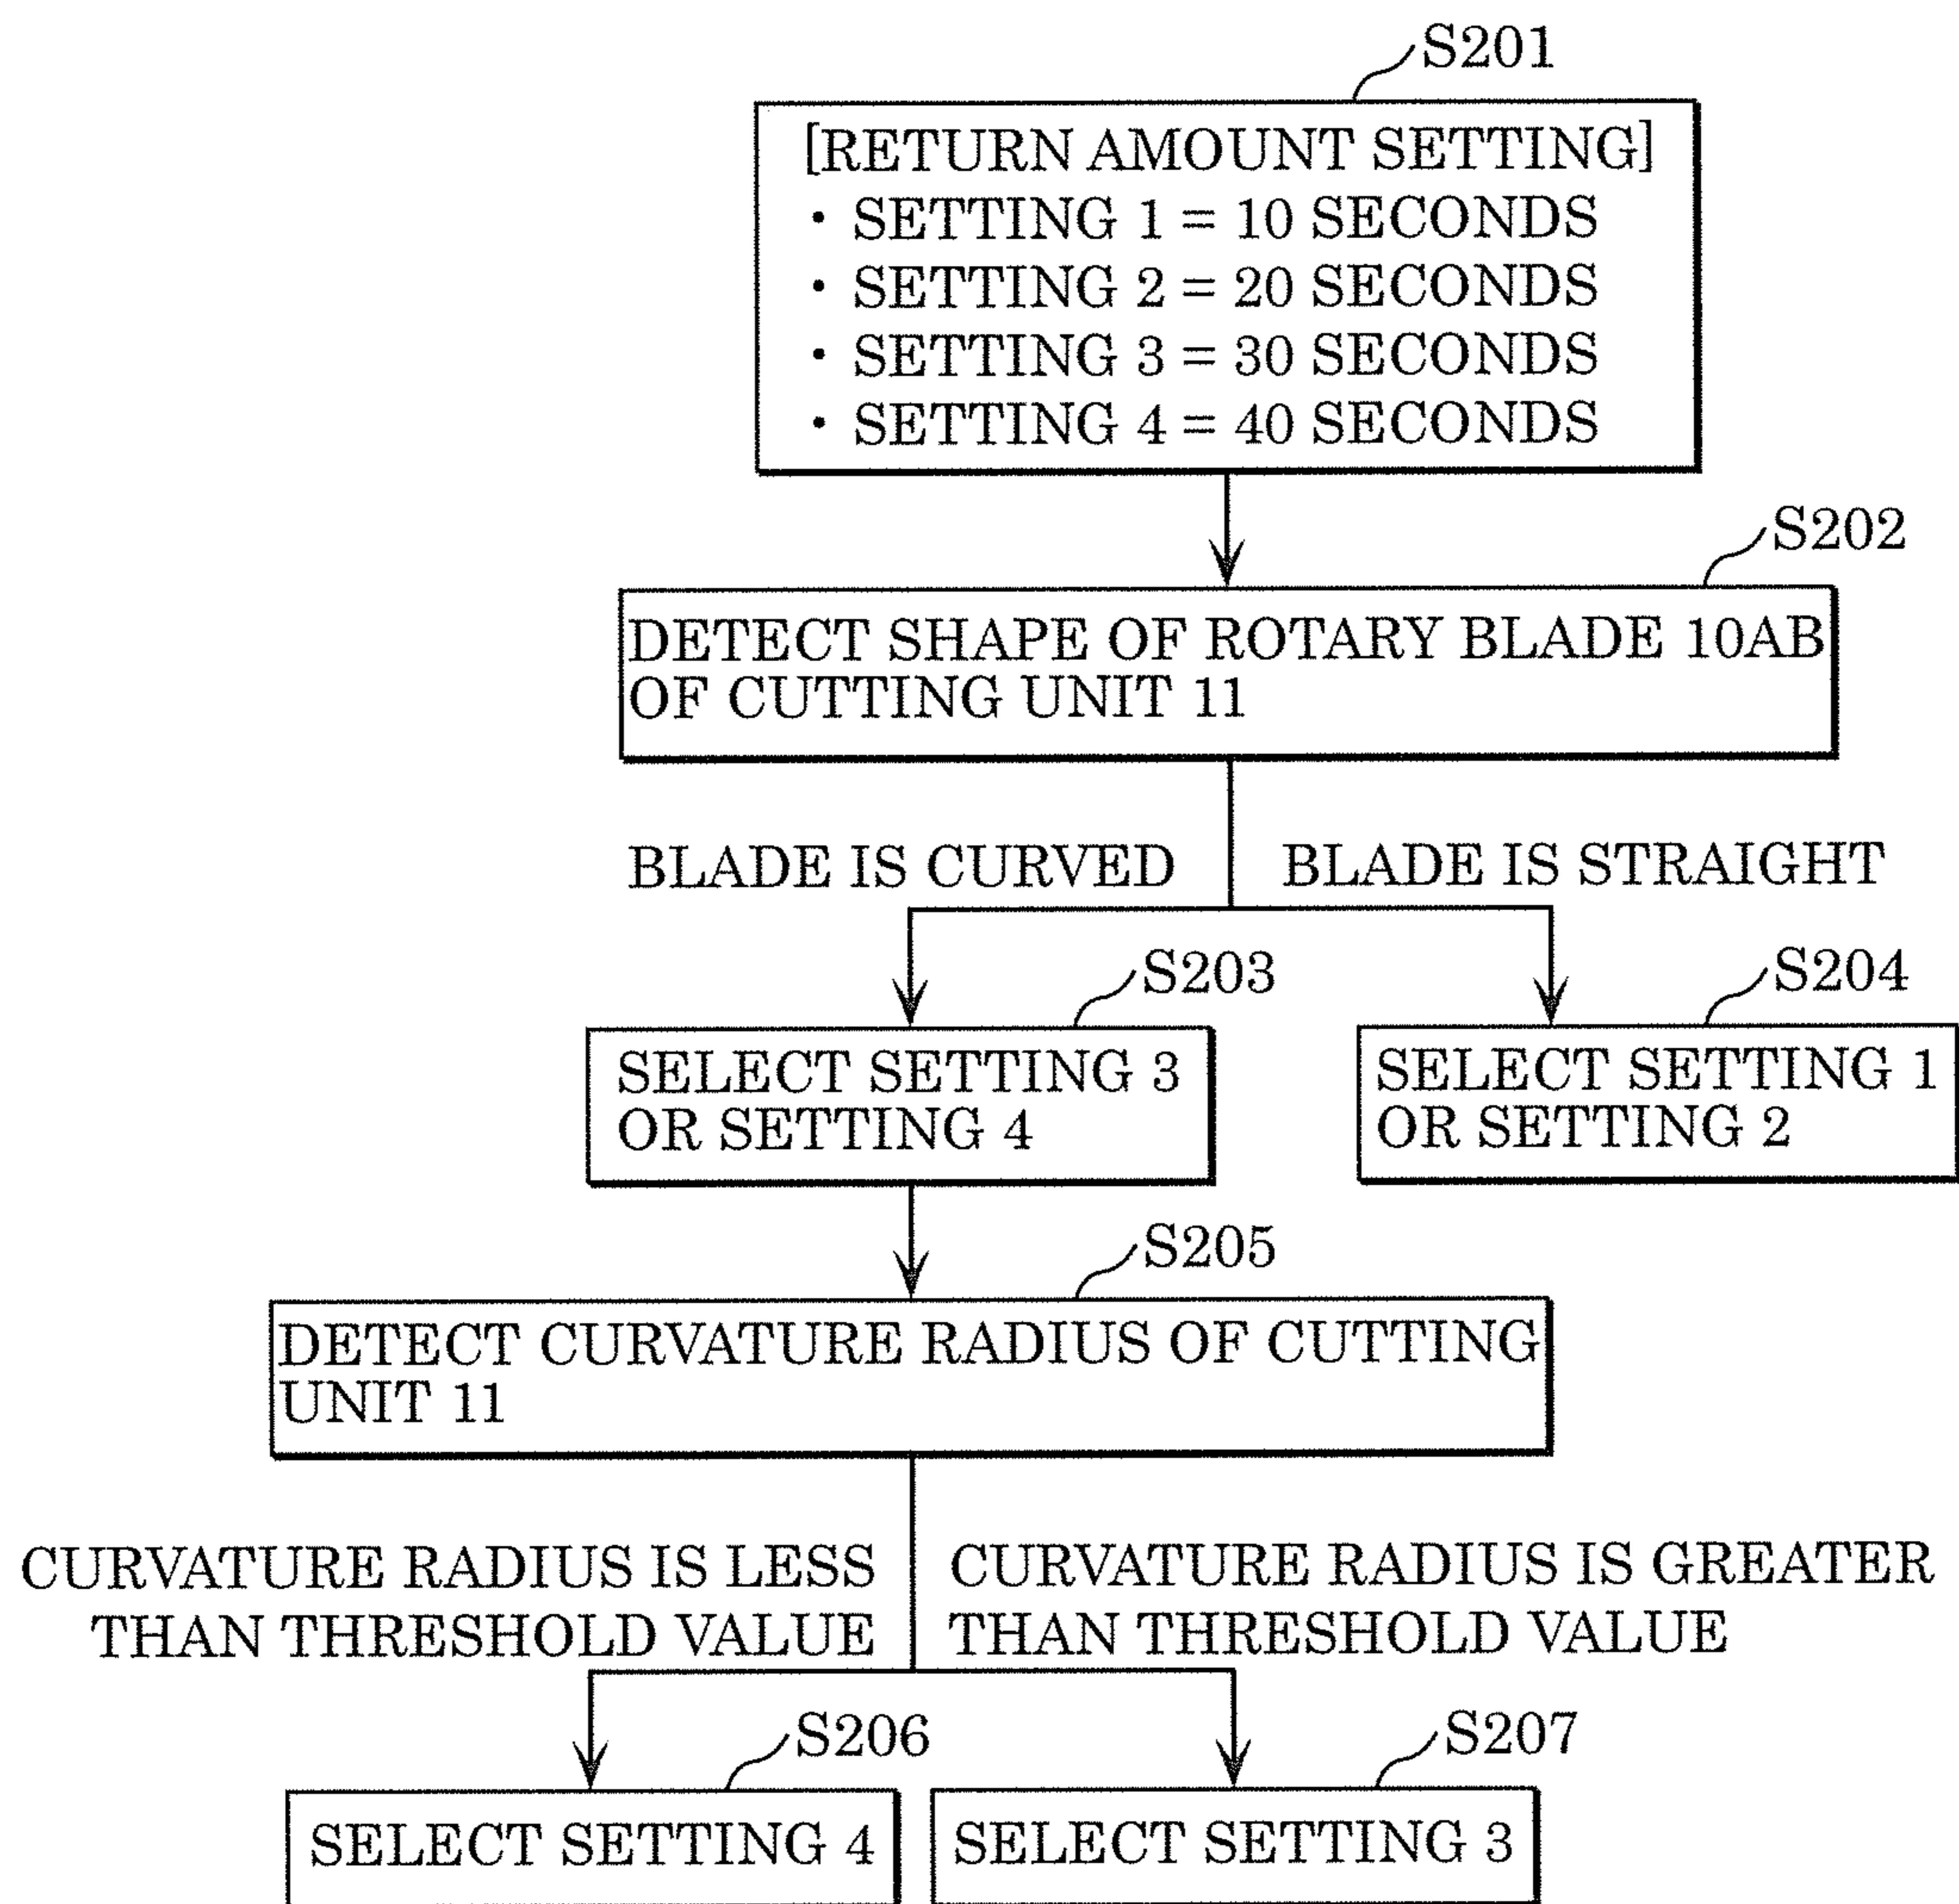 S201
[RETURN AMOUNT SETTING]
・ SETTING 1 = 10 SECONDS
・ SETTING 2 = 20 SECONDS
・ SETTING 3 = 30 SECONDS
・ SETTING 4 = 40 SECONDS
S202
DETECT SHAPE OF ROTARY BLADE 10AB
OF CUTTING UNIT 11
BLADE IS CURVED
BLADE IS STRAIGHT
S203
SELECT SETTING 3
OR SETTING 4
S204
SELECT SETTING 1
OR SETTING 2
S205
DETECT CURVATURE RADIUS OF CUTTING
UNIT 11
CURVATURE RADIUS IS LESS
THAN THRESHOLD VALUE
CURVATURE RADIUS IS GREATER
THAN THRESHOLD VALUE
S206
SELECT SETTING 4
S207
SELECT SETTING 3